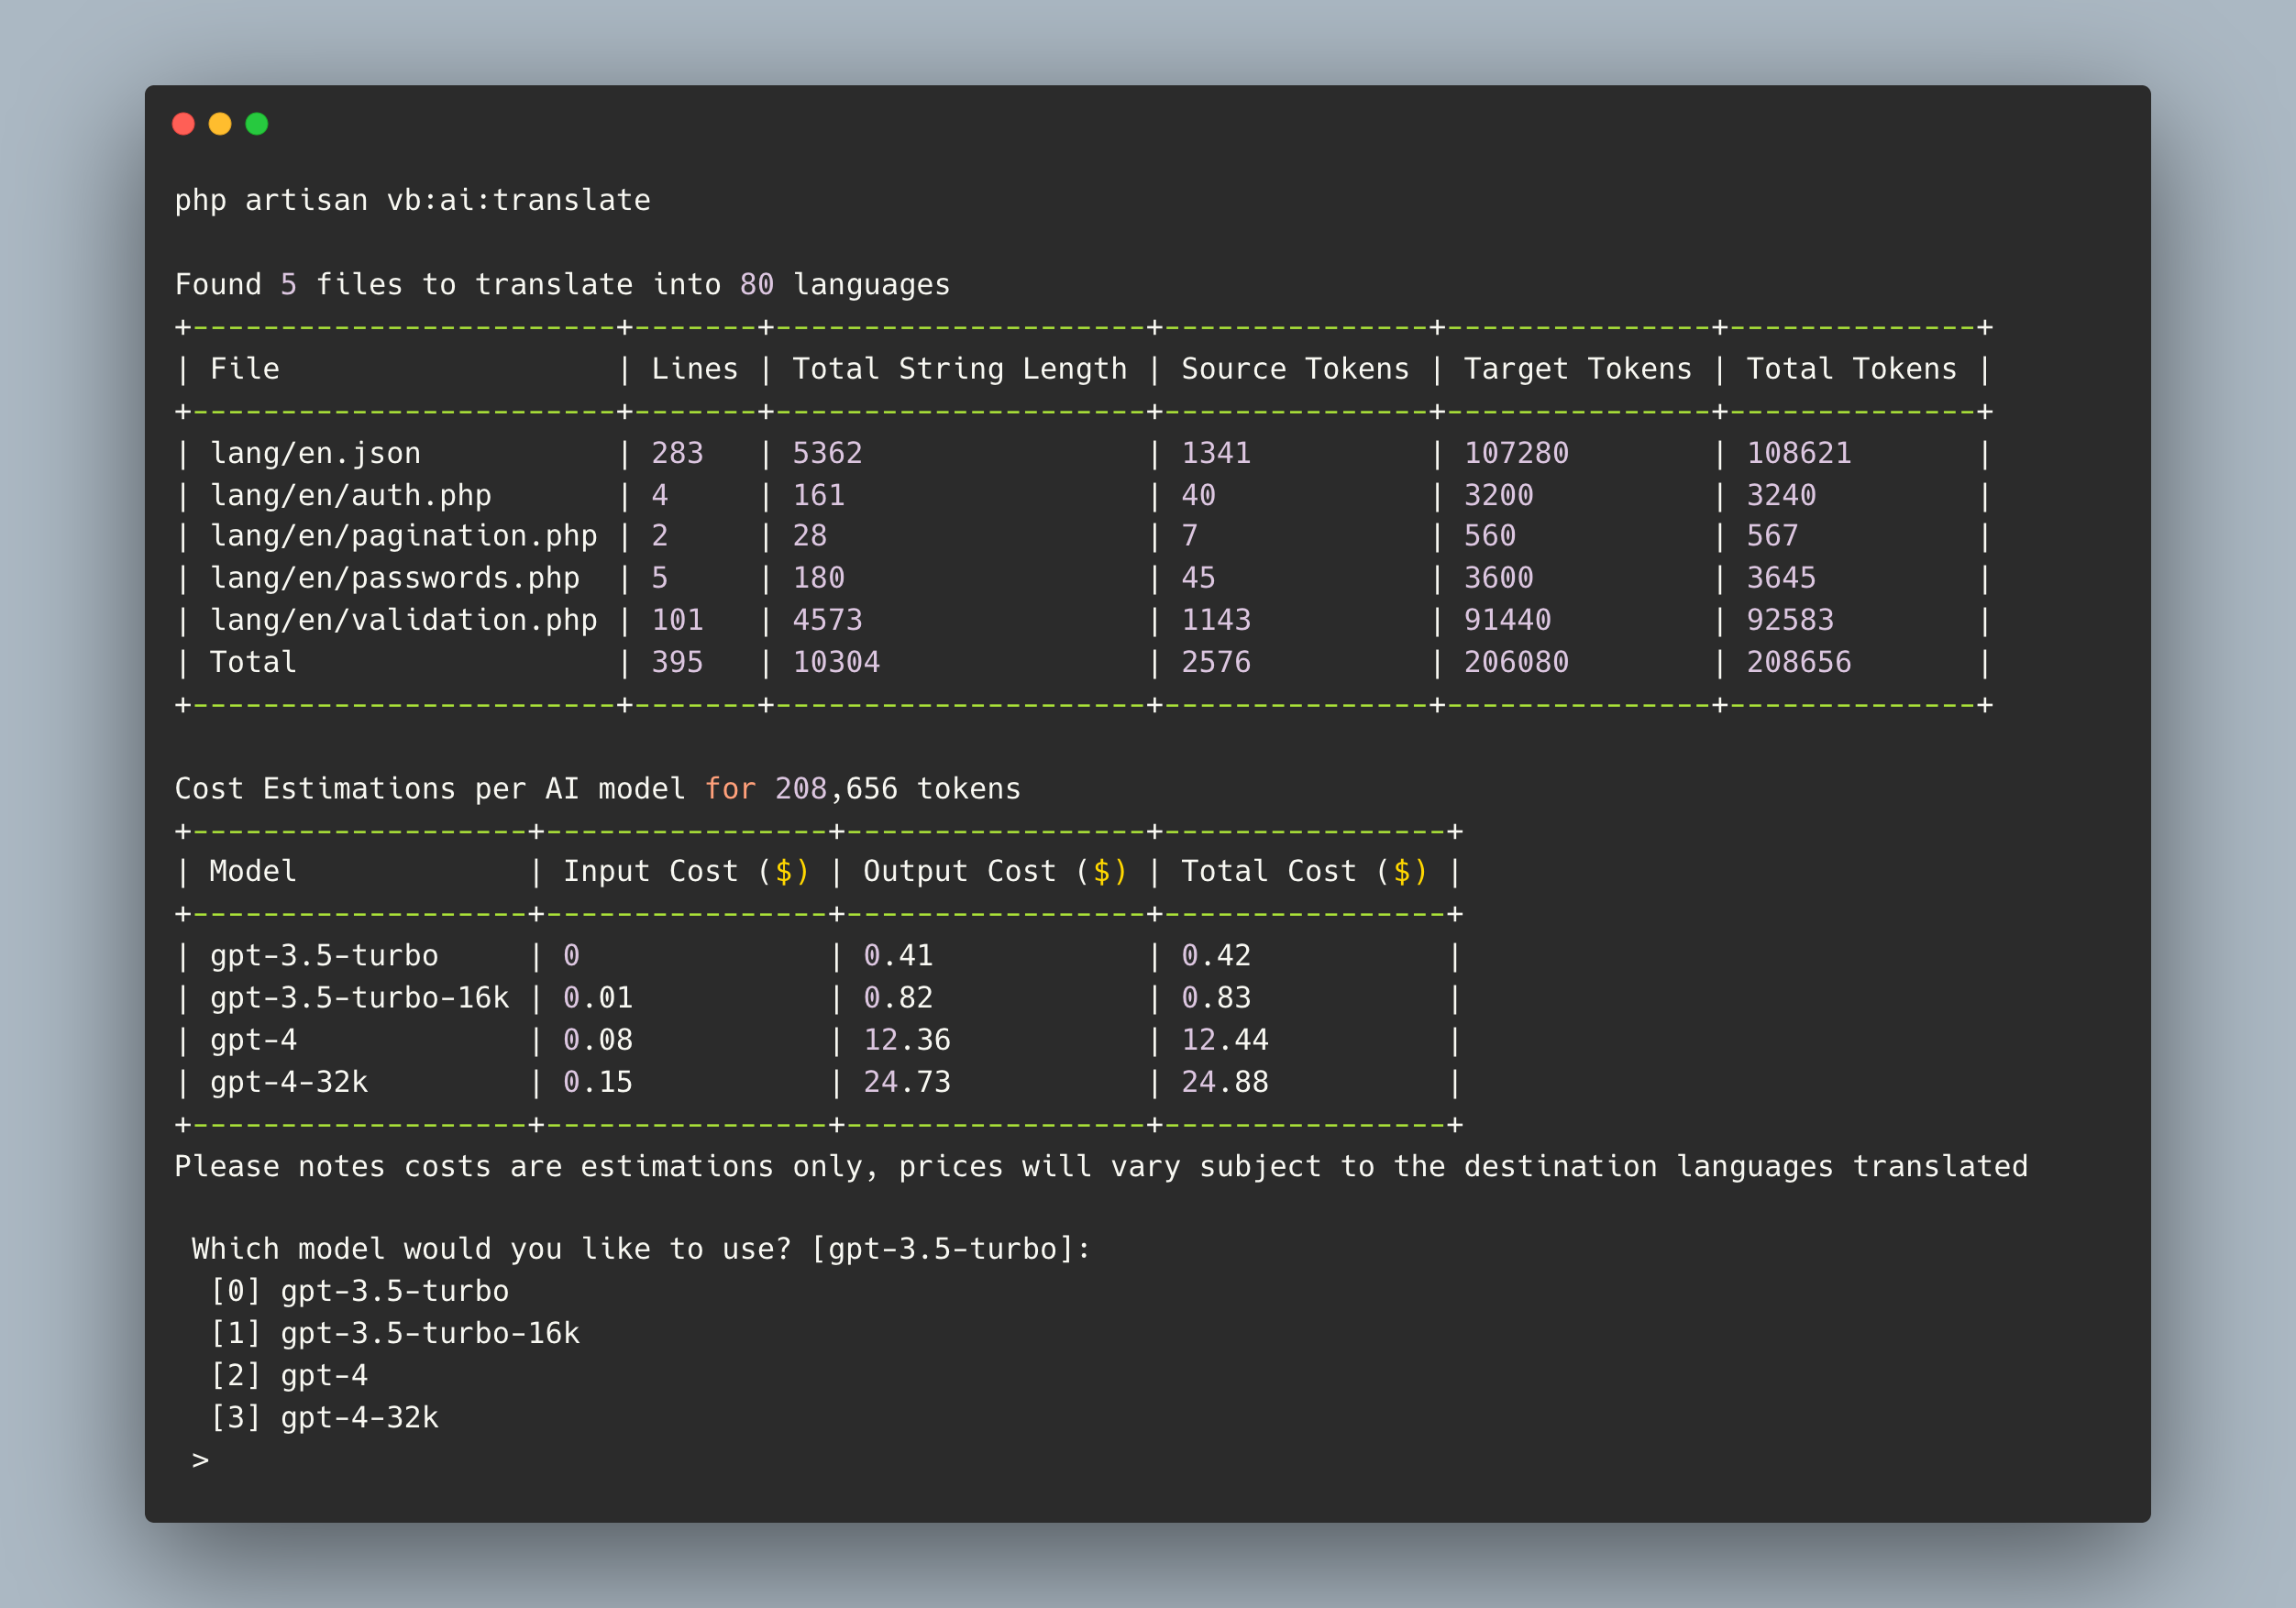 php artisan vb:ai:translate
Found 5 files to translate into 80 languages
+------------------------+-------+---------------------+---------------+---------------+--------------+
| File                   | Lines | Total String Length | Source Tokens | Target Tokens | Total Tokens |
+------------------------+-------+---------------------+---------------+---------------+--------------+
| lang/en.json           | 283   | 5362                | 1341          | 107280        | 108621       |
| lang/en/auth.php       | 4     | 161                 | 40            | 3200          | 3240         |
| lang/en/pagination.php | 2     | 28                  | 7             | 560           | 567          |
| lang/en/passwords.php  | 5     | 180                 | 45            | 3600          | 3645         |
| lang/en/validation.php | 101   | 4573                | 1143          | 91440         | 92583        |
| Total                  | 395   | 10304               | 2576          | 206080        | 208656       |
+------------------------+-------+---------------------+---------------+---------------+--------------+
Cost Estimations per AI model for 208,656 tokens
+-------------------+----------------+-----------------+----------------+
| Model             | Input Cost ($) | Output Cost ($) | Total Cost ($) |
+-------------------+----------------+-----------------+----------------+
| gpt-3.5-turbo     | 0              | 0.41            | 0.42           |
| gpt-3.5-turbo-16k | 0.01           | 0.82            | 0.83           |
| gpt-4             | 0.08           | 12.36           | 12.44          |
| gpt-4-32k         | 0.15           | 24.73           | 24.88          |
+-------------------+----------------+-----------------+----------------+
Please notes costs are estimations only, prices will vary subject to the destination languages translated
Which model would you like to use? [gpt-3.5-turbo]:
[0] gpt-3.5-turbo
[1] gpt-3.5-turbo-16k
[2] gpt-4
[3] gpt-4-32k
>